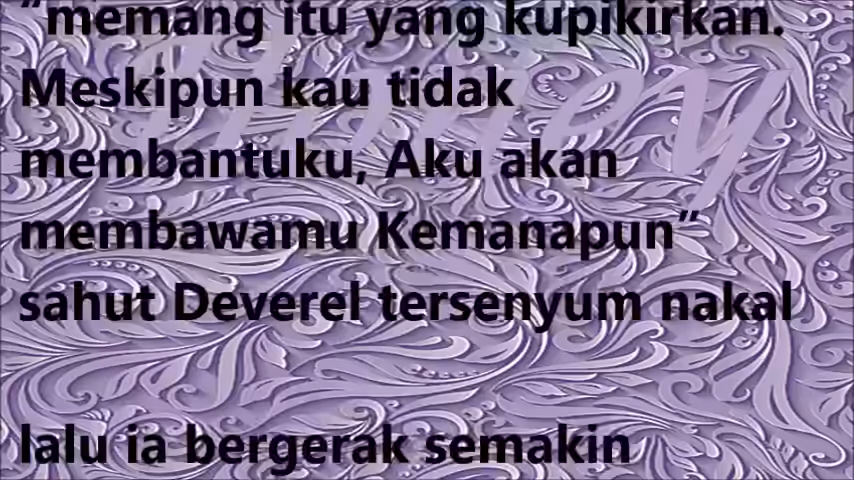 “memang itu yang kupikirkan.
Meskipun kau tidak
membantuku, Aku akan
membawamu Kemanapun”
sahut Deverel tersenyum nakal
lalu ia bergerak semakin